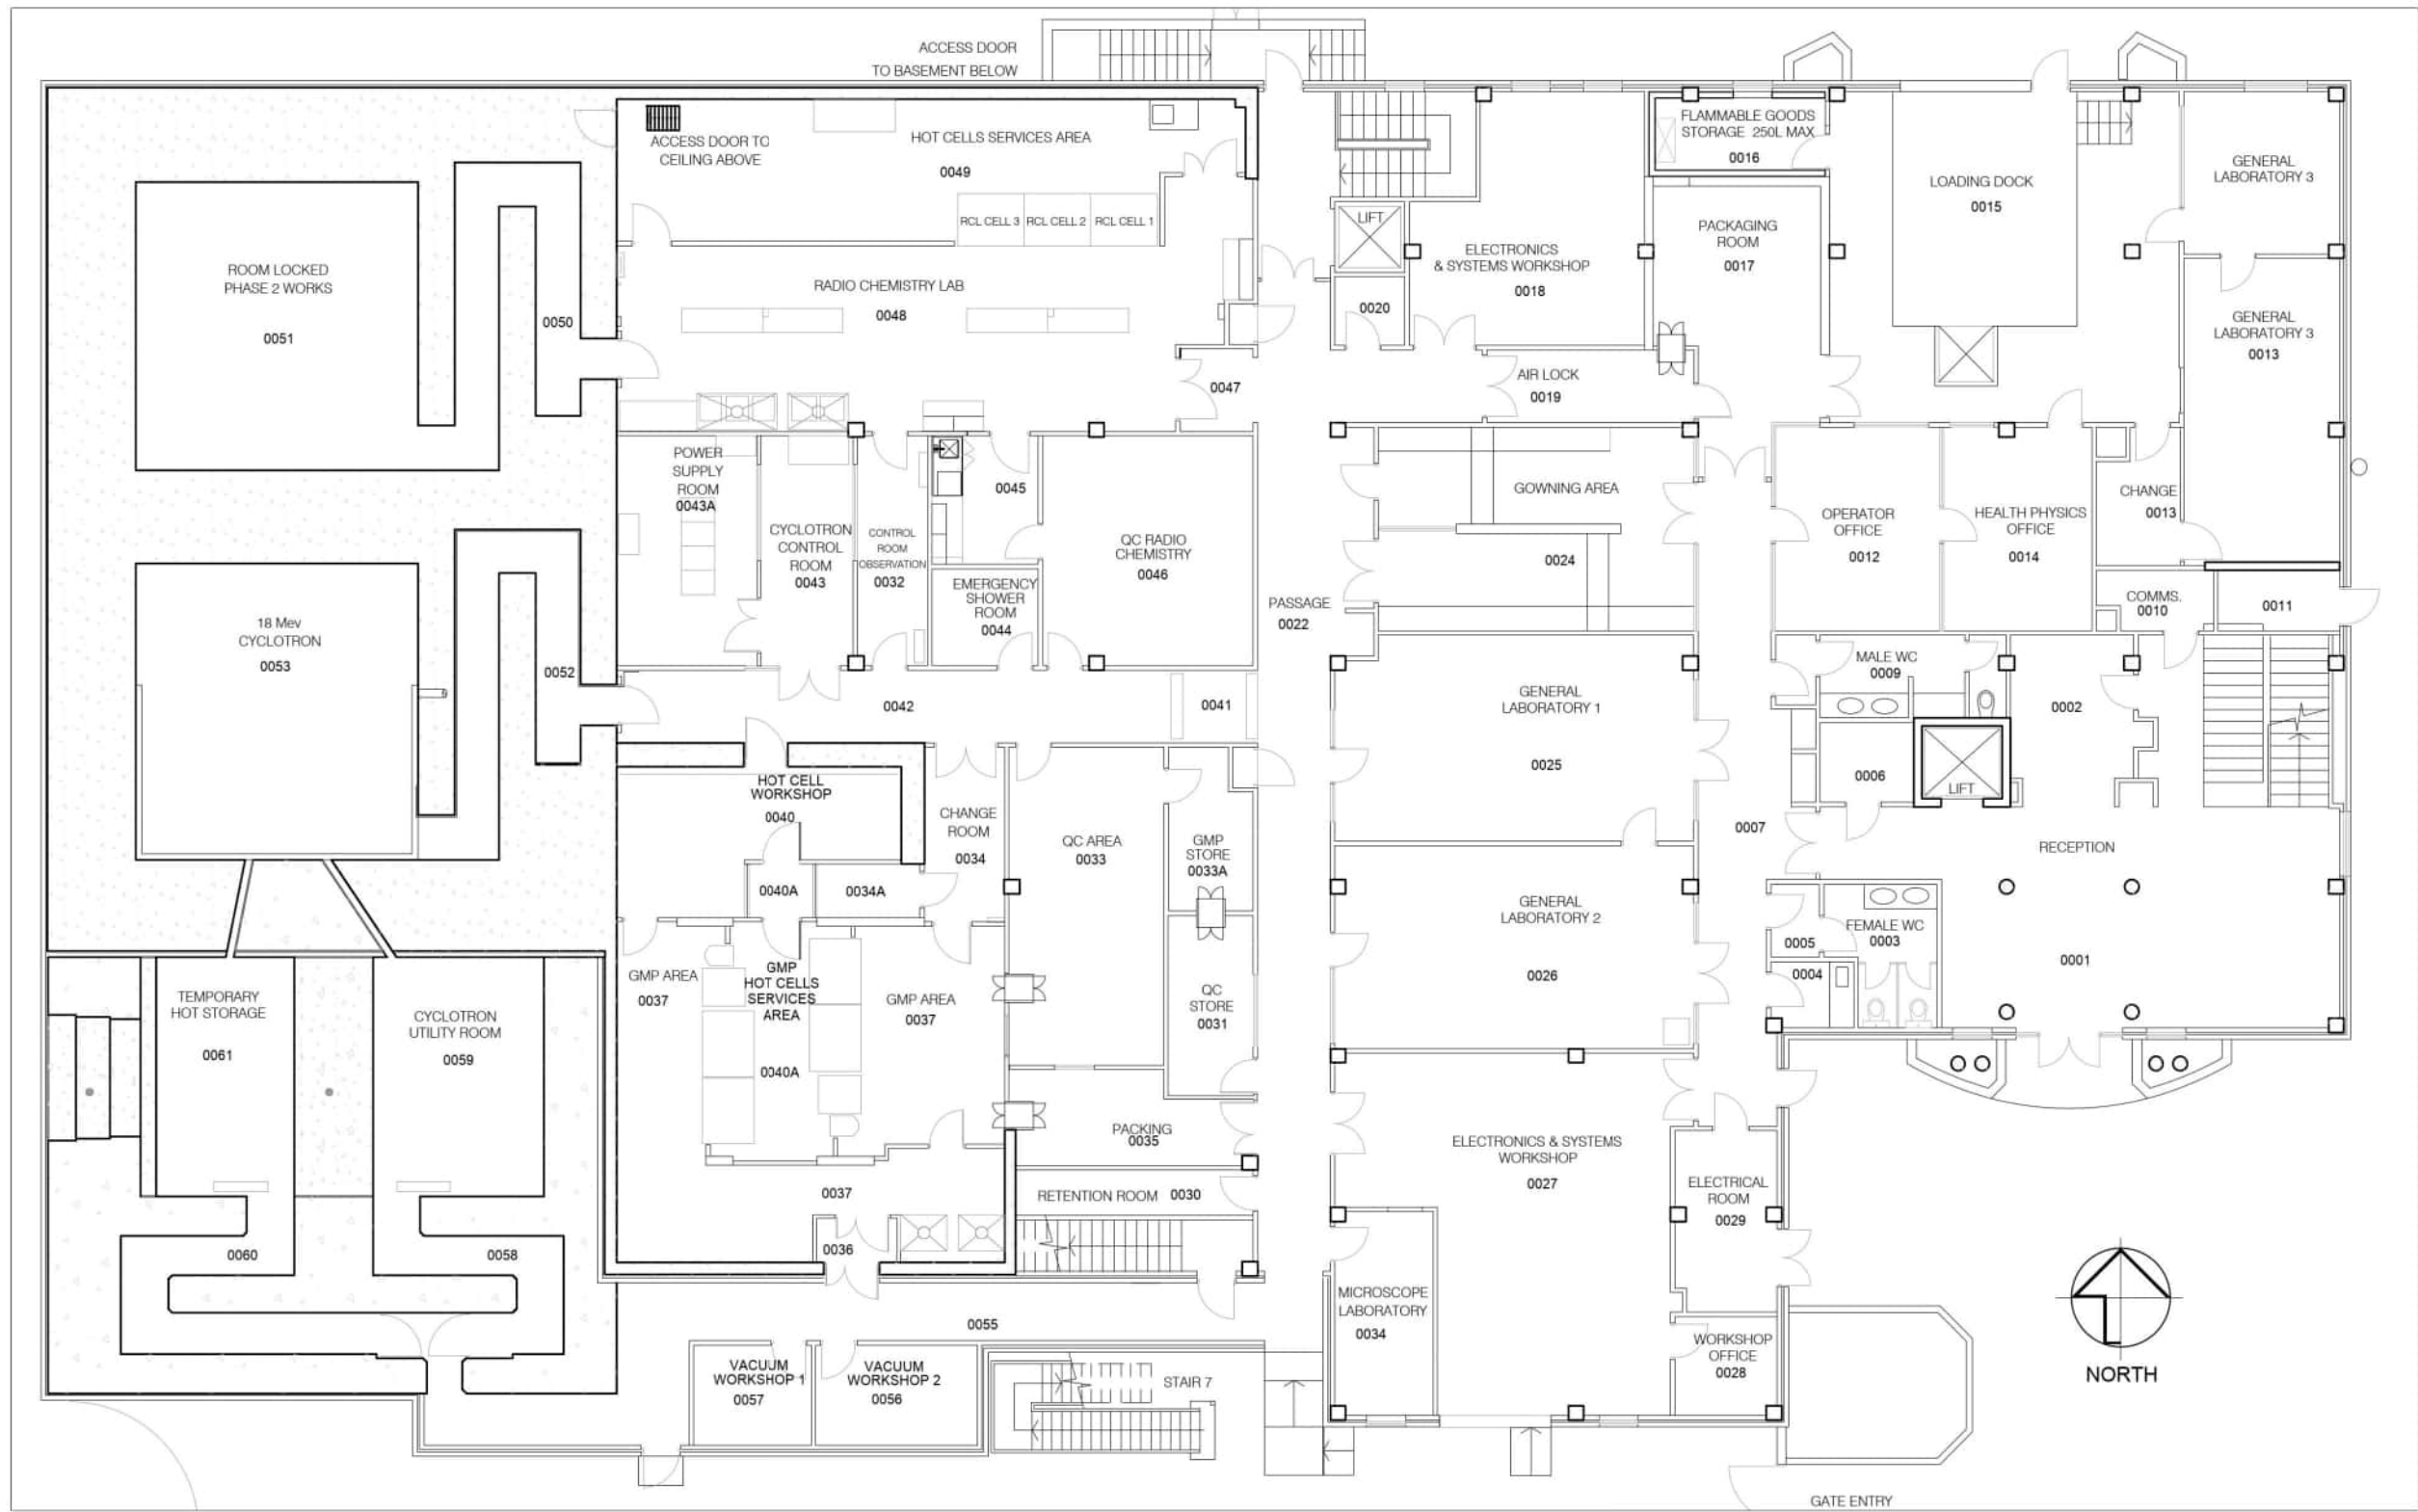 ACCESS DOOR
TO BASEMENT BELOW
ACCESS DOOR TO
CEILING ABOVE
HOT CELLS SERVICES AREA
0049
RCL CELL 3
RCL CELL 2
RCL CELL 1
LIFT
FLAMMABLE GOODS
STORAGE 250L MAX
0016
LOADING DOCK
0015
GENERAL
LABORATORY 3
PACKAGING
ROOM
0017
ELECTRONICS
& SYSTEMS WORKSHOP
0018
ROOM LOCKED
PHASE 2 WORKS
0051
0050
RADIO CHEMISTRY LAB
0048
0020
GENERAL
LABORATORY 3
0013
0047
AIR LOCK
0019
POWER
SUPPLY
ROOM
0043A
CYCLOTRON
CONTROL
ROOM
0043
CONTROL
ROOM
OBSERVATION
0032
0045
EMERGENCY
SHOWER
ROOM
0044
QC RADIO
CHEMISTRY
0046
PASSAGE
0022
GOWNING AREA
0024
OPERATOR
OFFICE
0012
HEALTH PHYSICS
OFFICE
0014
CHANGE
0013
COMMS.
0010
0011
18 Mev
CYCLOTRON
0053
0052
0042
0041
GENERAL
LABORATORY 1
0025
MALE WC
0009
0002
0006
LIFT
0007
RECEPTION
HOT CELL
WORKSHOP
0040
CHANGE
ROOM
0034
QC AREA
0033
GMP
STORE
0033A
0040A
0034A
GENERAL
LABORATORY 2
0026
FEMALE WC
0003
0005
0004
0001
TEMPORARY
HOT STORAGE
0061
CYCLOTRON
UTILITY ROOM
0059
GMP AREA
0037
GMP
HOT CELLS
SERVICES
AREA
0040A
GMP AREA
0037
QC
STORE
0031
PACKING
0035
ELECTRONICS & SYSTEMS
WORKSHOP
0027
ELECTRICAL
ROOM
0029
0037
RETENTION ROOM 0030
0036
0060
0058
MICROSCOPE
LABORATORY
0034
0055
VACUUM
WORKSHOP 1
0057
VACUUM
WORKSHOP 2
0056
STAIR 7
WORKSHOP
OFFICE
0028
NORTH
GATE ENTRY